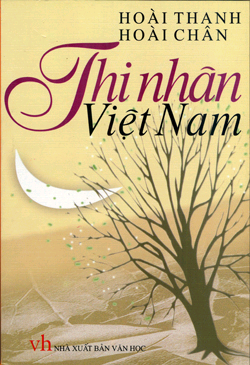 HOÀI THANH
HOÀI CHÂN
Thi nhân
Việt Nam
vh NHÀ XUẤT BẢN VĂN HỌC